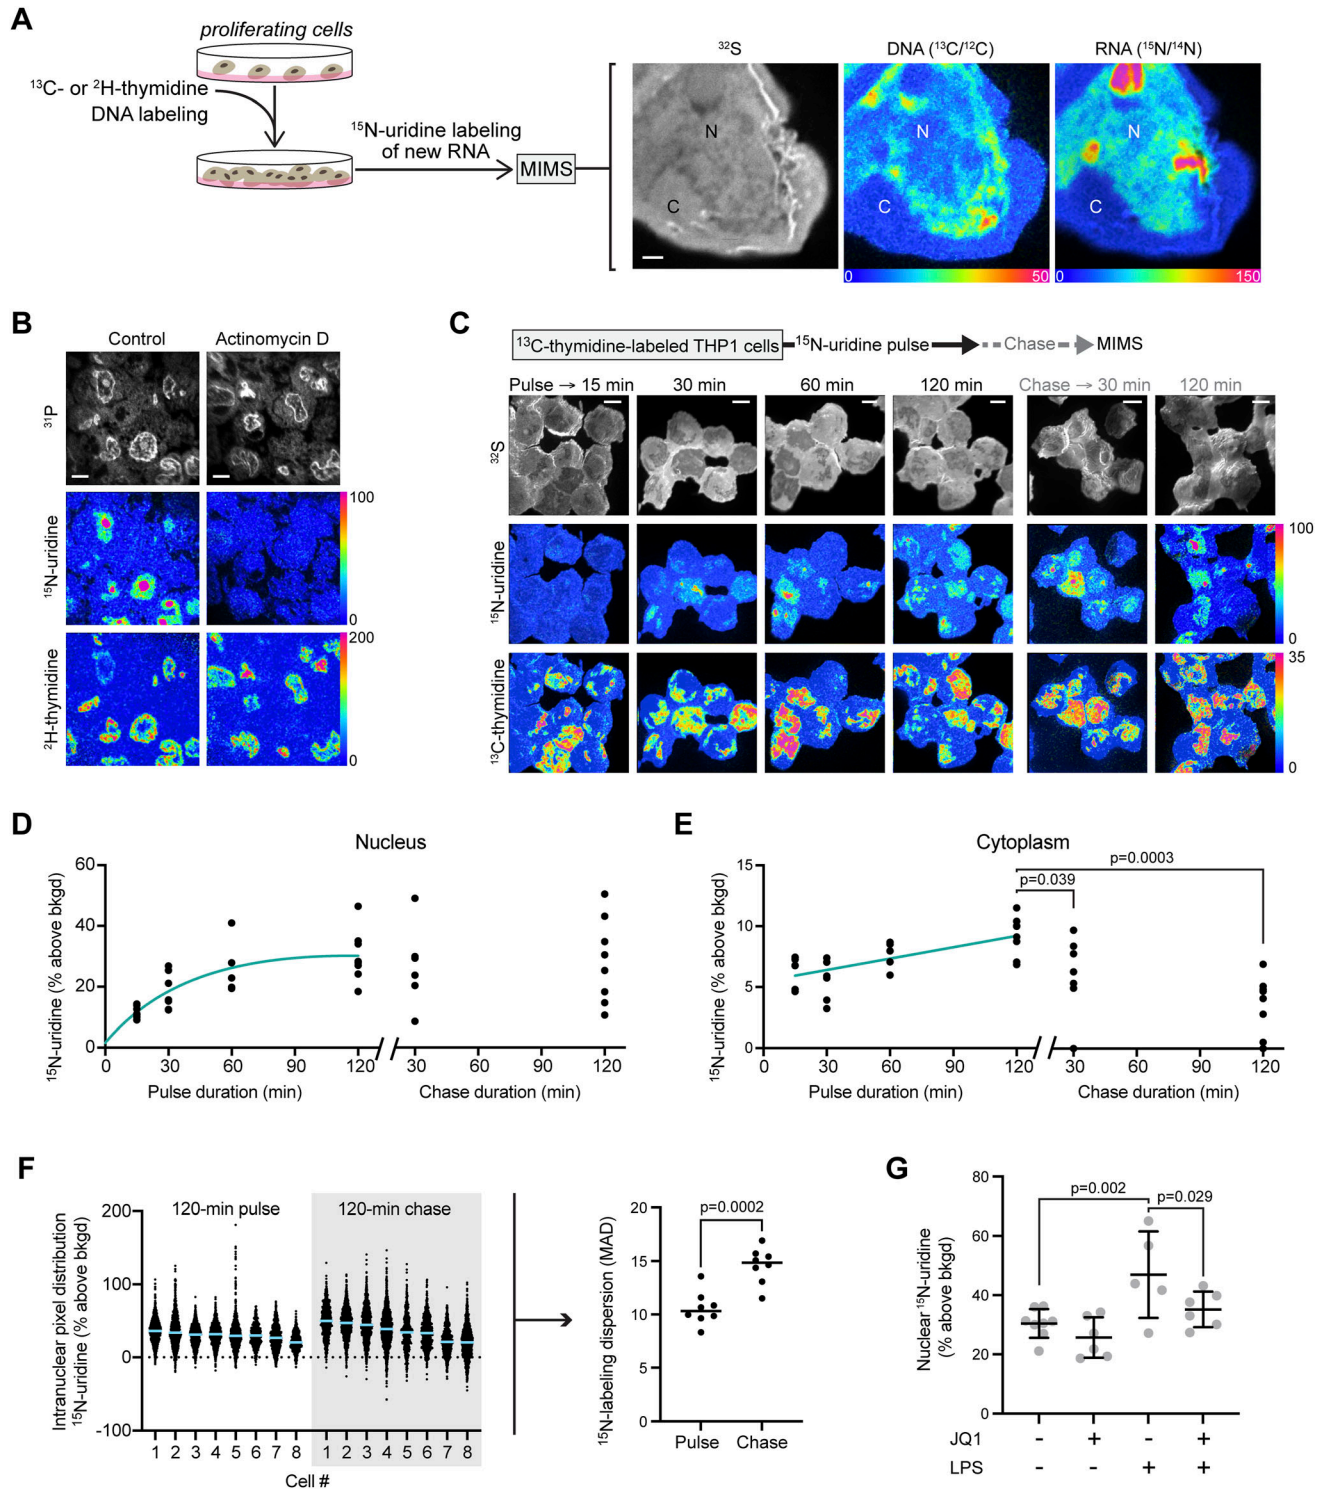 A
proliferating cells
¹³C- or ²H-thymidine
DNA labeling
¹⁵N-uridine labeling
of new RNA
MIMS
³²S
DNA (¹³C/¹²C)
RNA (¹⁵N/¹⁴N)
N
C
N
C
N
C
0 50
0 150
B
Control
Actinomycin D
³¹P
¹⁵N-uridine
100
0
²H-thymidine
200
0
C
¹³C-thymidine-labeled THP1 cells
¹⁵N-uridine pulse
Chase
MIMS
Pulse → 15 min
30 min
60 min
120 min
Chase → 30 min
120 min
³²S
¹⁵N-uridine
100
0
¹³C-thymidine
35
0
D
Nucleus
¹⁵N-uridine (% above bkgd)
60
40
20
0
0 30 60 90 120 30 60 90 120
Pulse duration (min)
Chase duration (min)
E
Cytoplasm
p=0.0003
p=0.039
¹⁵N-uridine (% above bkgd)
15
10
5
0
0 30 60 90 120 30 60 90 120
Pulse duration (min)
Chase duration (min)
F
Intranuclear pixel distribution
¹⁵N-uridine (% above bkgd)
200
100
0
-100
120-min pulse
120-min chase
1 2 3 4 5 6 7 8 1 2 3 4 5 6 7 8
Cell #
¹⁵N-labeling dispersion (MAD)
20
15
10
5
0
p=0.0002
Pulse
Chase
G
Nuclear ¹⁵N-uridine
(% above bkgd)
80
60
40
20
0
p=0.002
p=0.029
JQ1 - + - +
LPS - - + +